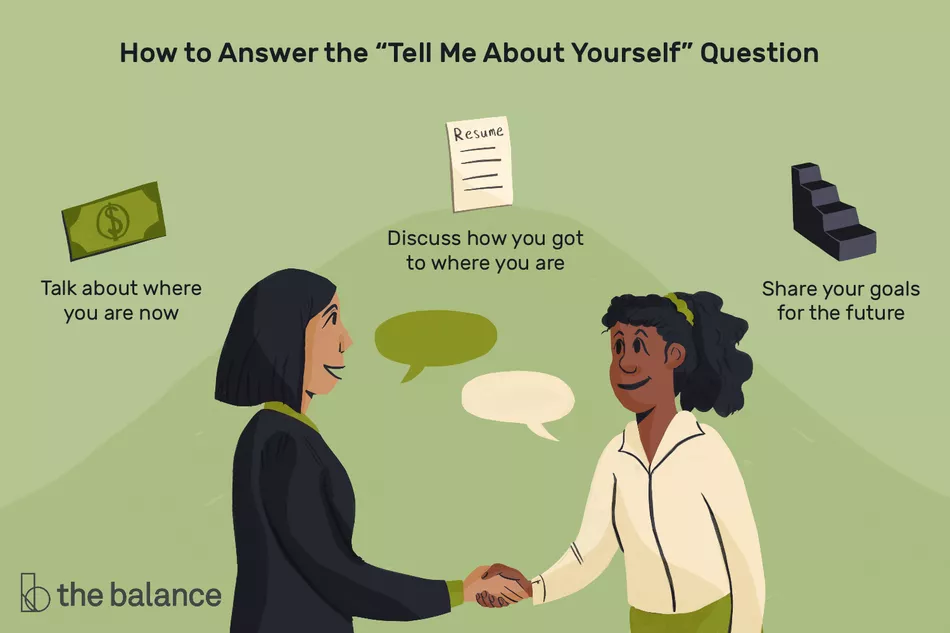 How to Answer the “Tell Me About Yourself” Question
Resume
Talk about where
you are now
Discuss how you got
to where you are
Share your goals
for the future
the balance